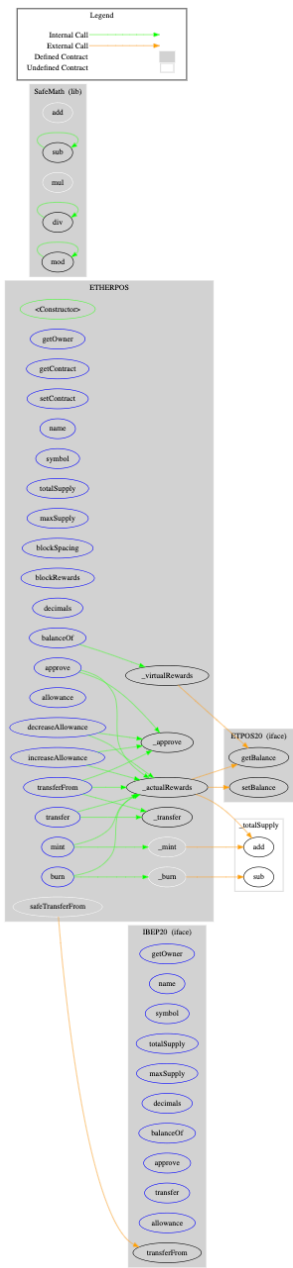 Legend
Internal Call
External Call
Defined Contract
Undefined Contract
SafeMath (lib)
add
sub
mul
div
mod
ETHERPOS
<Constructor>
getOwner
getContract
setContract
name
symbol
totalSupply
maxSupply
blockSpacing
blockRewards
decimals
balanceOf
approve
allowance
decreaseAllowance
increaseAllowance
transferFrom
transfer
mint
burn
safeTransferFrom
_virtualRewards
_approve
_actualRewards
_transfer
_mint
_burn
ETPOS20 (iface)
getBalance
setBalance
_totalSupply
add
sub
IBEP20 (iface)
getOwner
name
symbol
totalSupply
maxSupply
decimals
balanceOf
approve
transfer
allowance
transferFrom